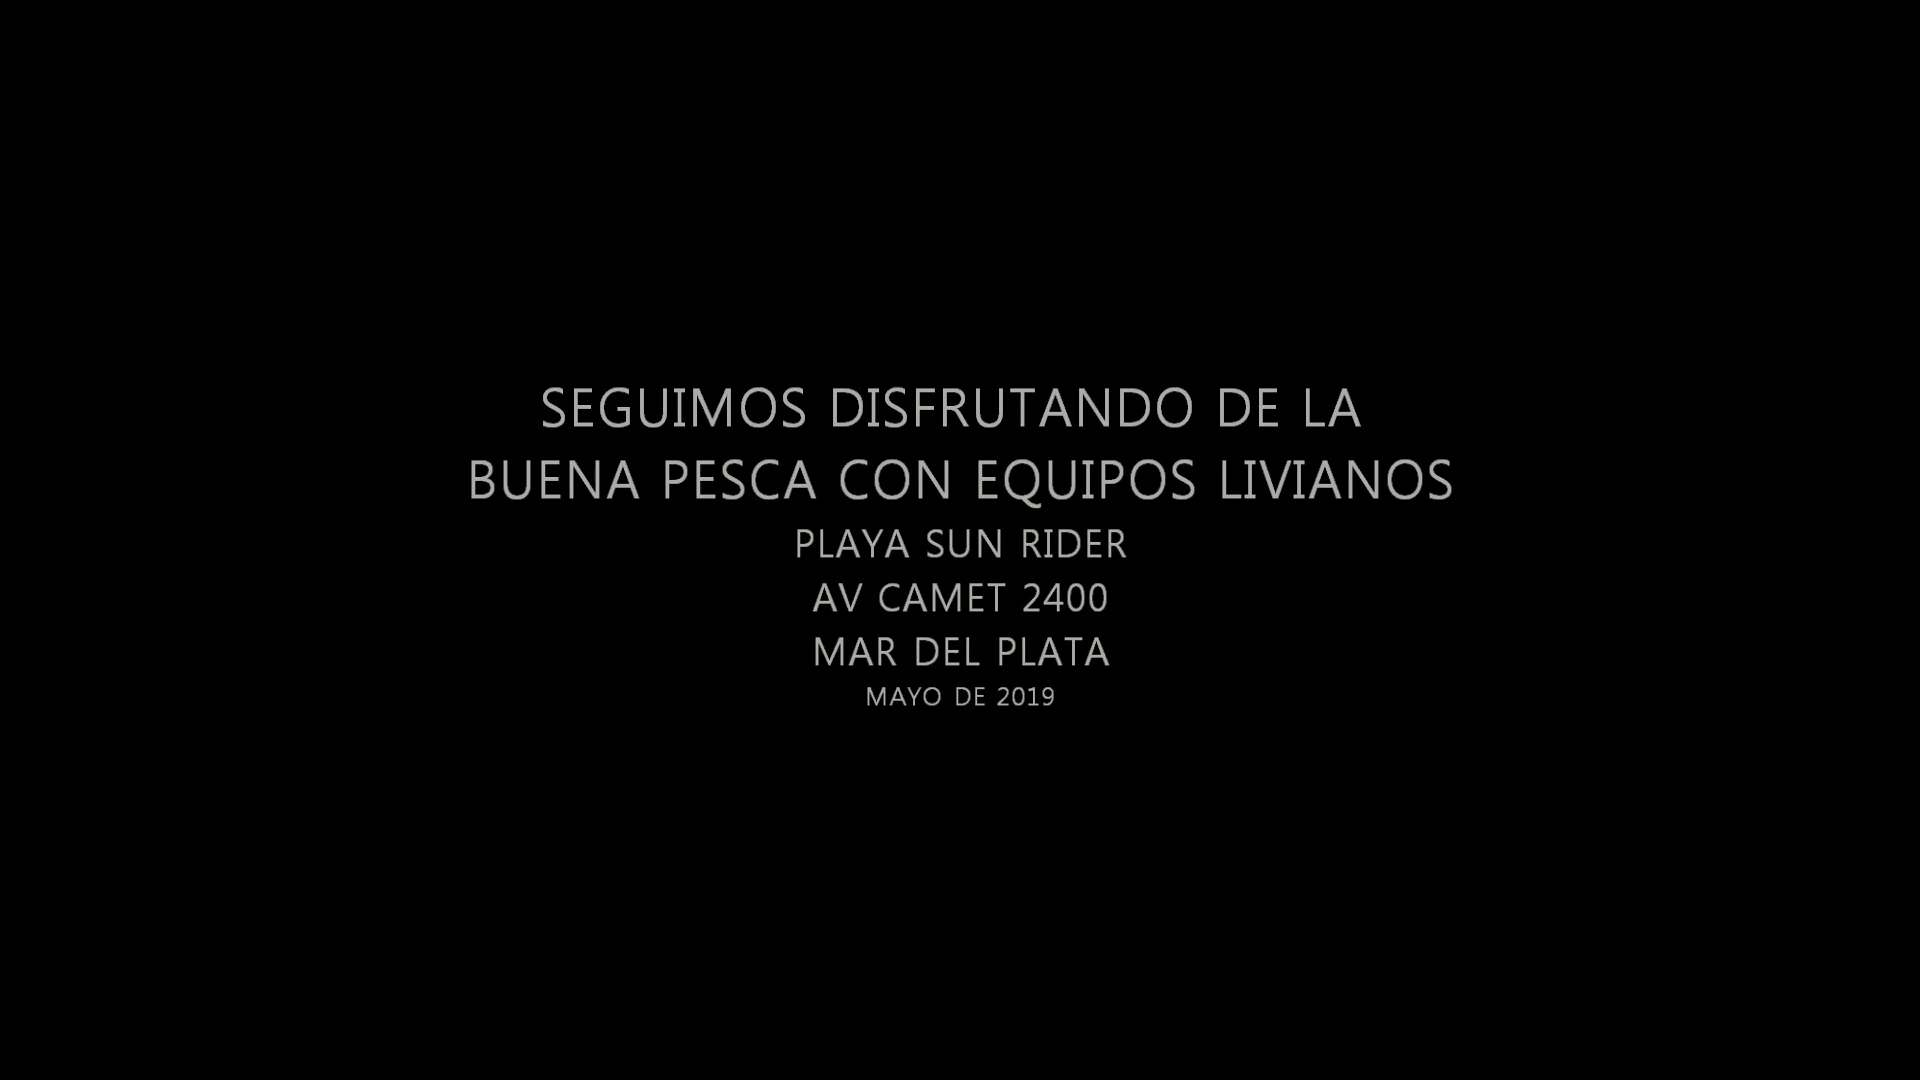 SEGUIMOS DISFRUTANDO DE LA
BUENA PESCA CON EQUIPOS LIVIANOS
PLAYA SUN RIDER
AV CAMET 2400
MAR DEL PLATA
MAYO DE 2019